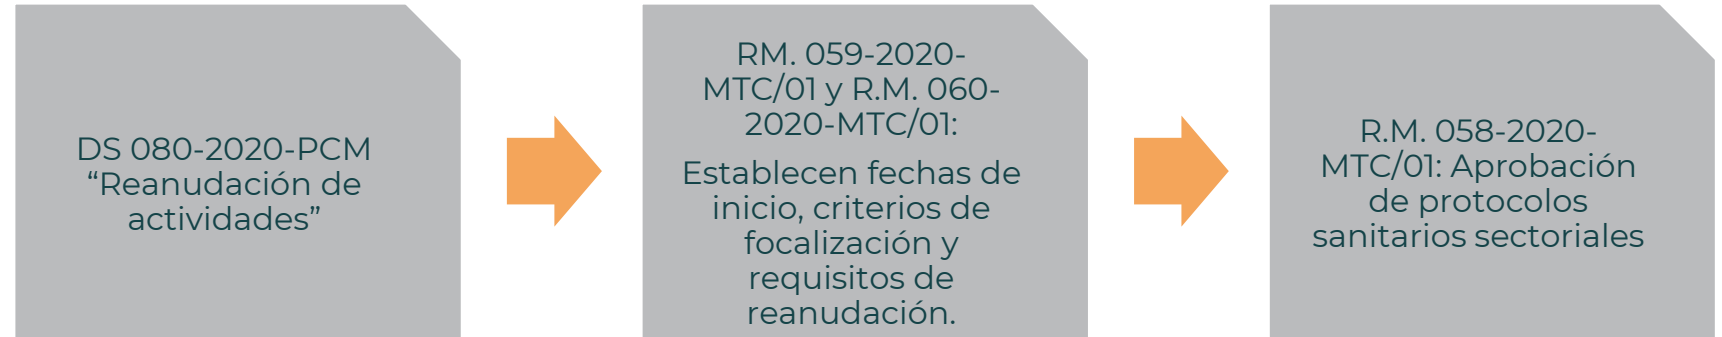 DS 080-2020-PCM
“Reanudación de
actividades”
RM. 059-2020-
MTC/01 y R.M. 060-
2020-MTC/01:
Establecen fechas de
inicio, criterios de
focalización y
requisitos de
reanudación.
R.M. 058-2020-
MTC/01: Aprobación
de protocolos
sanitarios sectoriales